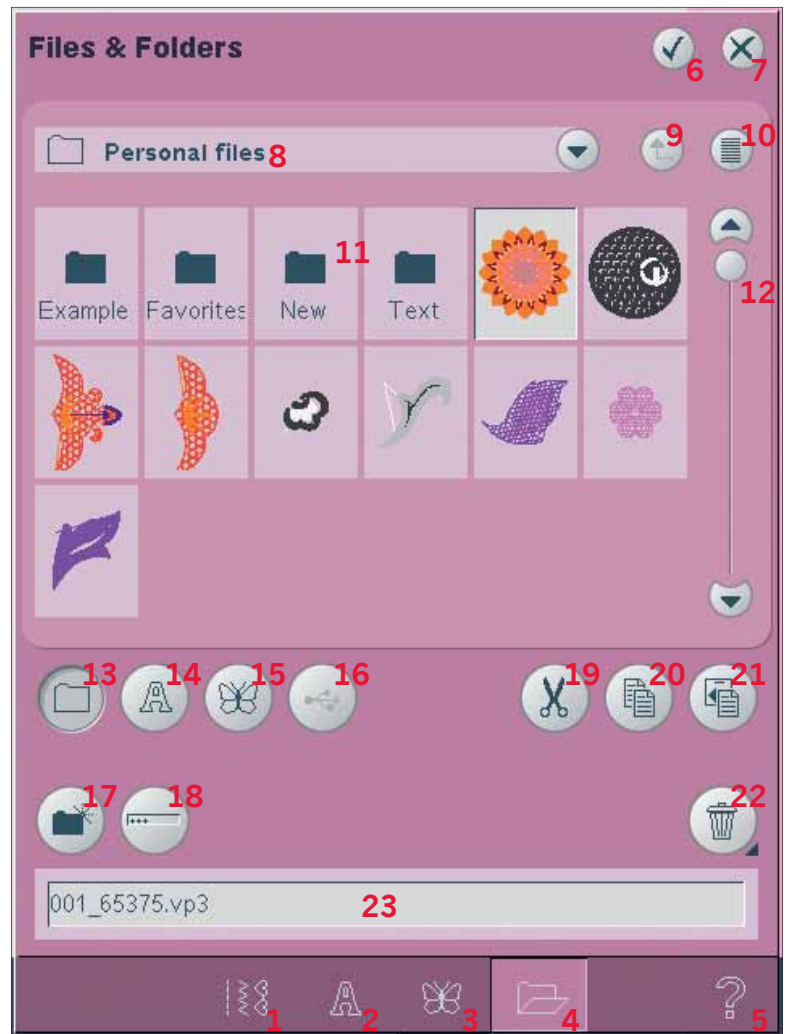 Files & Folders
6 7
Personal files 8 9 10
11
12
Example Favorites New Text
13 14 15 16 19 20 21
17 18 22
001_65375.vp3 23
1 2 3 4 ? 5